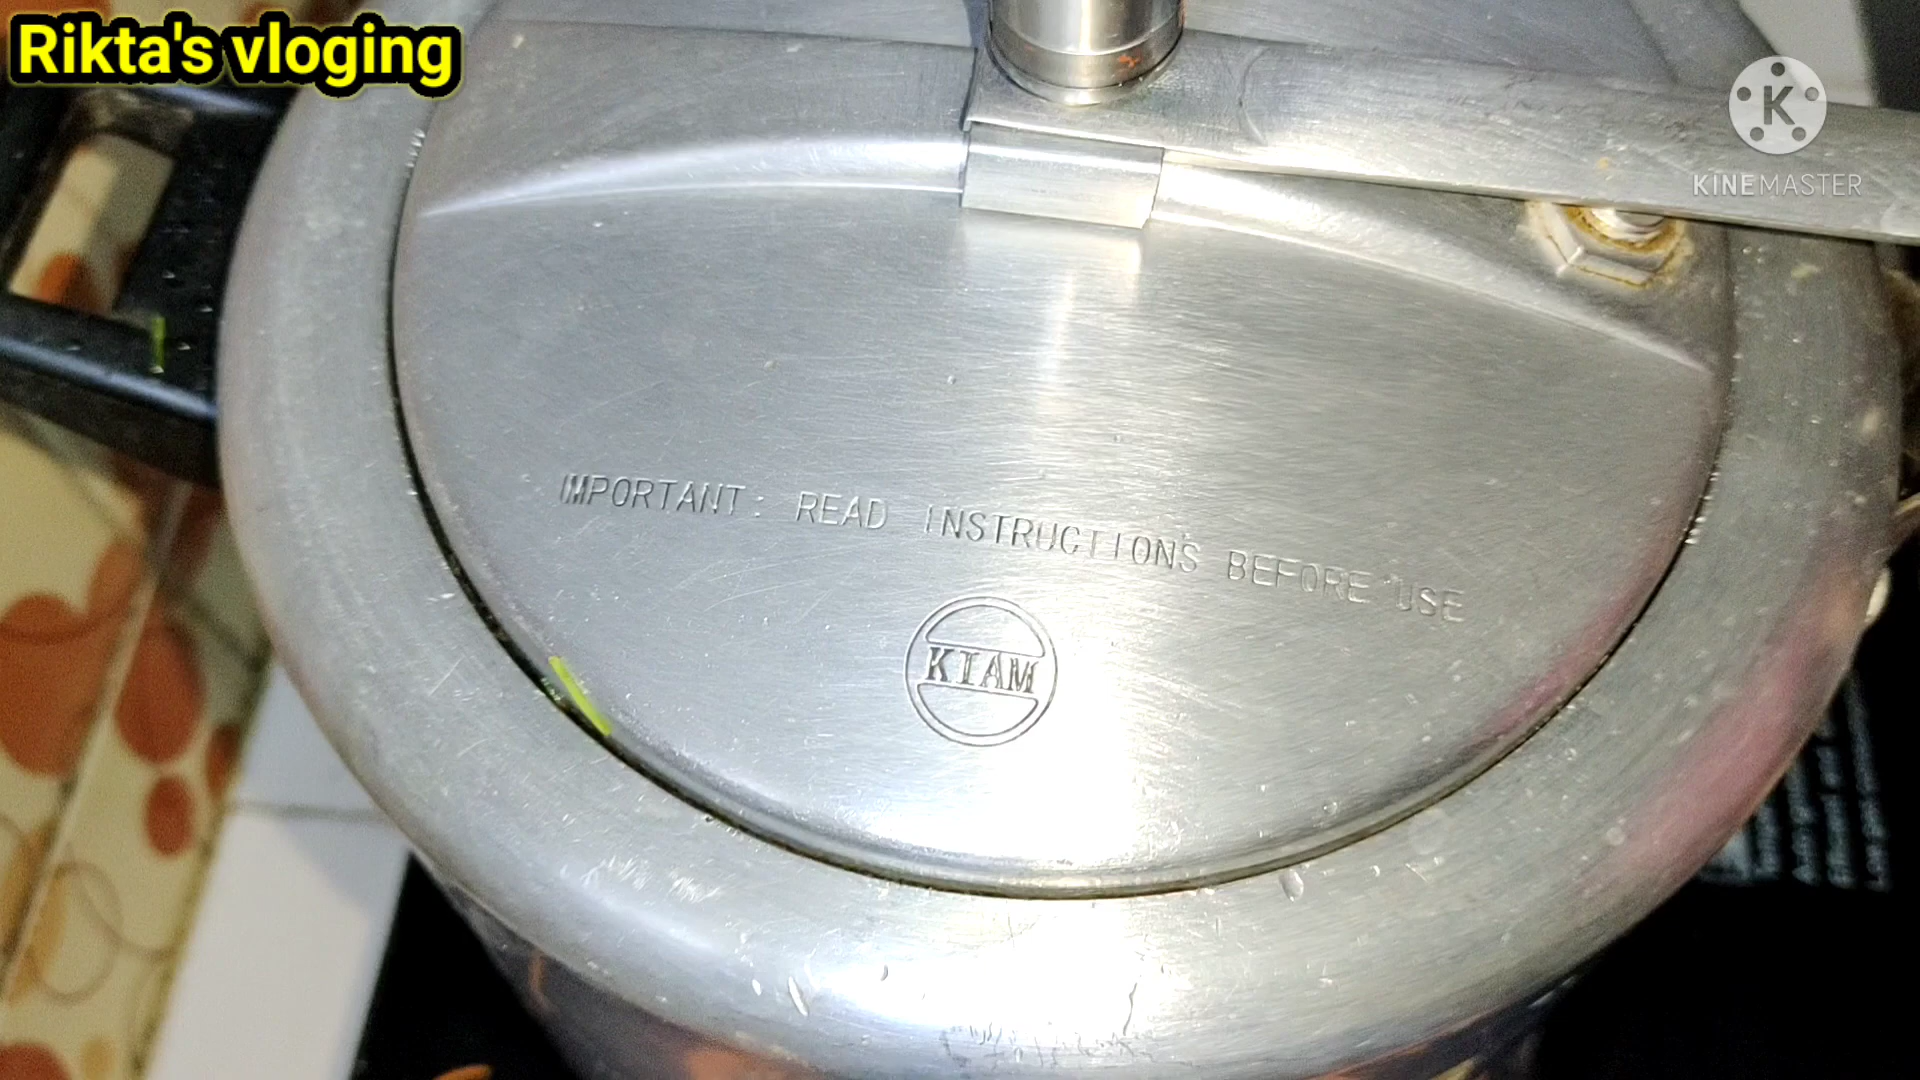 Rikta's vloging
K
KINEMASTER
IMPORTANT: READ INSTRUCTIONS BEFORE USE
KIAM